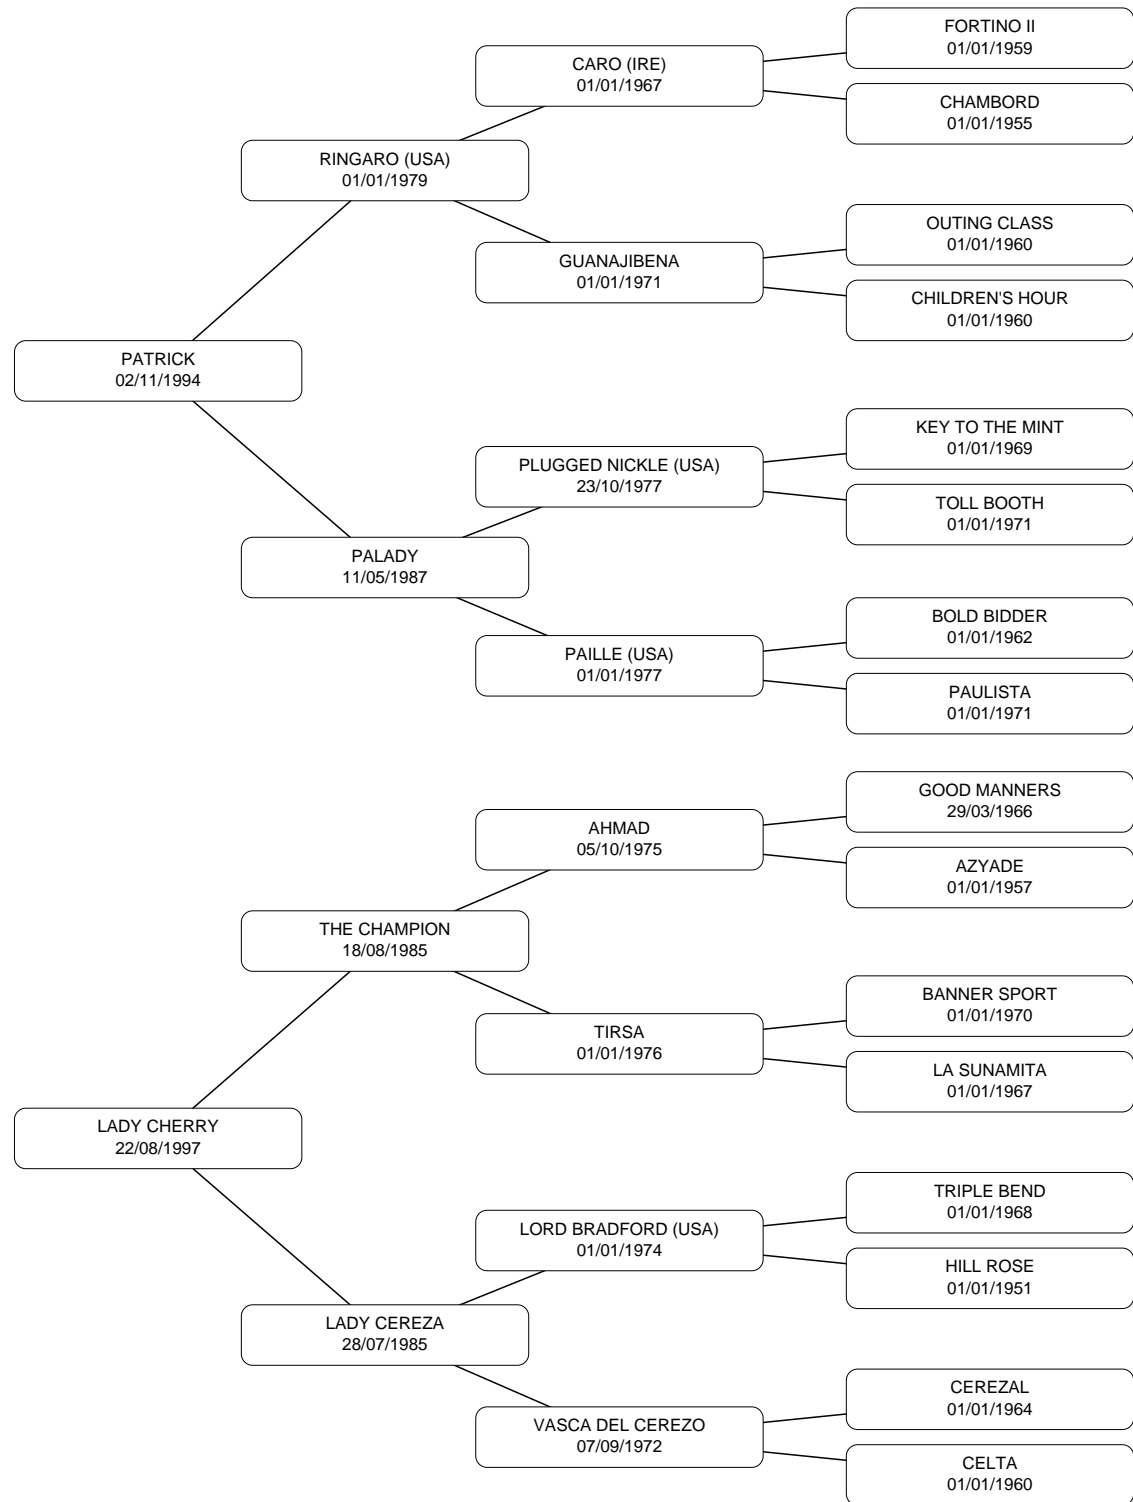 FORTINO II
01/01/1959
CARO (IRE)
01/01/1967
CHAMBORD
01/01/1955
RINGARO (USA)
01/01/1979
OUTING CLASS
01/01/1960
GUANAJIBENA
01/01/1971
CHILDREN'S HOUR
01/01/1960
PATRICK
02/11/1994
KEY TO THE MINT
01/01/1969
PLUGGED NICKLE (USA)
23/10/1977
TOLL BOOTH
01/01/1971
PALADY
11/05/1987
BOLD BIDDER
01/01/1962
PAILLE (USA)
01/01/1977
PAULISTA
01/01/1971
GOOD MANNERS
29/03/1966
AHMAD
05/10/1975
AZYADE
01/01/1957
THE CHAMPION
18/08/1985
BANNER SPORT
01/01/1970
TIRSA
01/01/1976
LA SUNAMITA
01/01/1967
LADY CHERRY
22/08/1997
TRIPLE BEND
01/01/1968
LORD BRADFORD (USA)
01/01/1974
HILL ROSE
01/01/1951
LADY CEREZA
28/07/1985
CEREZAL
01/01/1964
VASCA DEL CEREZO
07/09/1972
CELTA
01/01/1960